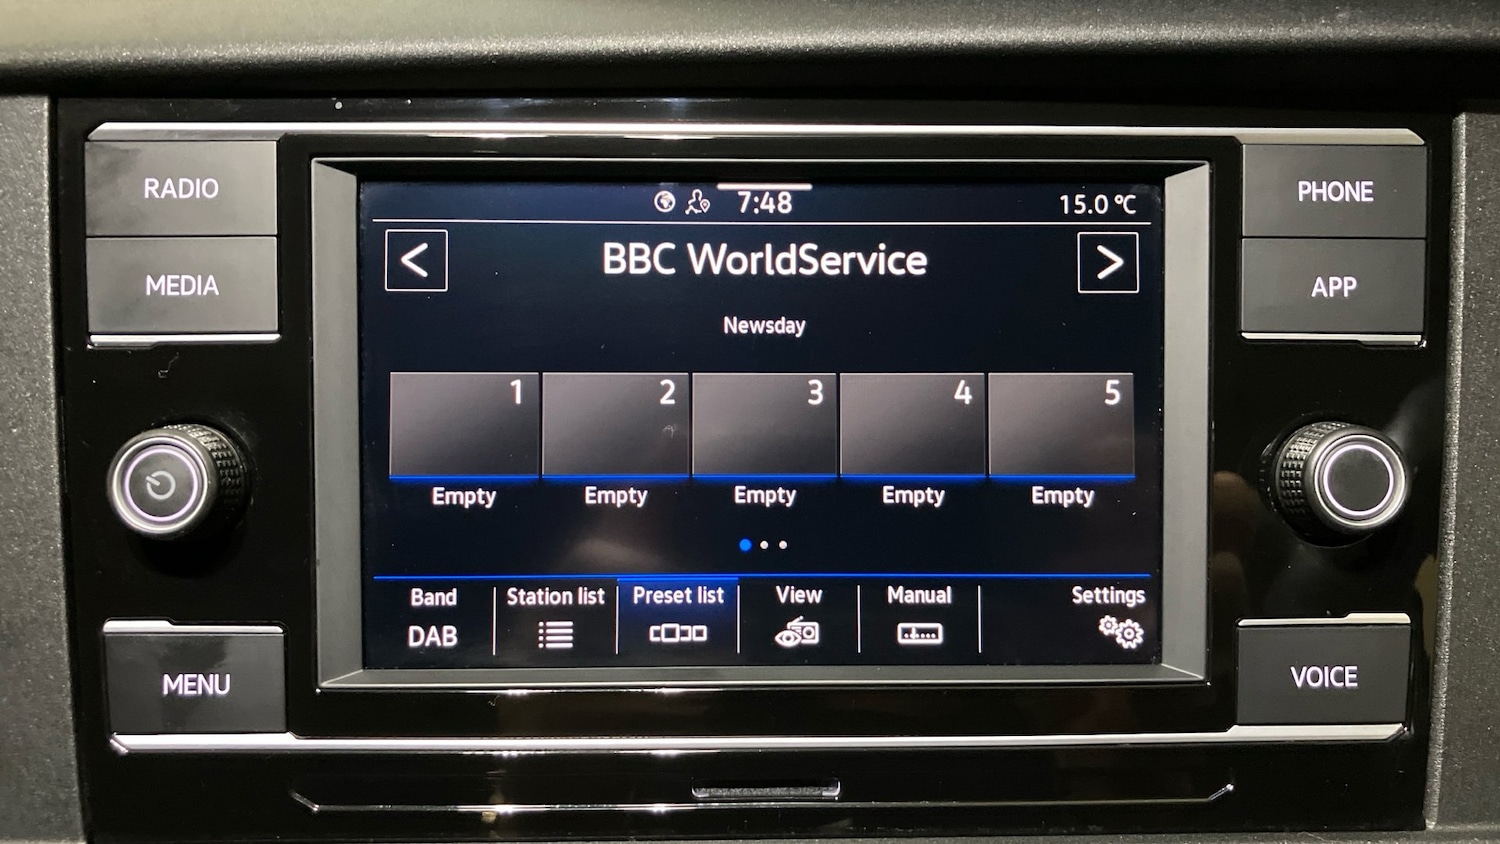 RADIO
MEDIA
MENU
7:48
15.0 °C
<
BBC WorldService
>
Newsday
1
2
3
4
5
Empty
Empty
Empty
Empty
Empty
Band
DAB
Station list
Preset list
View
Manual
Settings
PHONE
APP
VOICE